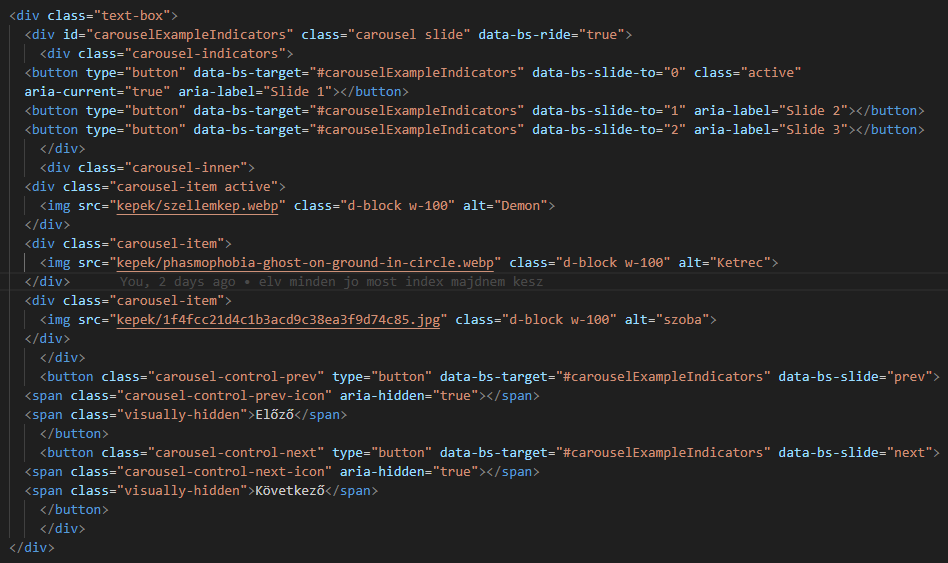 <div class="text-box">
<div id="carouselExampleIndicators" class="carousel slide" data-bs-ride="true">
<div class="carousel-indicators">
<button type="button" data-bs-target="#carouselExampleIndicators" data-bs-slide-to="0" class="active"
aria-current="true" aria-label="Slide 1"></button>
<button type="button" data-bs-target="#carouselExampleIndicators" data-bs-slide-to="1" aria-label="Slide 2"></button>
<button type="button" data-bs-target="#carouselExampleIndicators" data-bs-slide-to="2" aria-label="Slide 3"></button>
</div>
<div class="carousel-inner">
<div class="carousel-item active">
<img src="kepek/szellemkep.webp" class="d-block w-100" alt="Demon">
</div>
<div class="carousel-item">
<img src="kepek/phasmophobia-ghost-on-ground-in-circle.webp" class="d-block w-100" alt="Ketrec">
</div> You, 2 days ago • elv minden jo most index majdnem kesz
<div class="carousel-item">
<img src="kepek/1f4fcc21d4c1b3acd9c38ea3f9d74c85.jpg" class="d-block w-100" alt="szoba">
</div>
</div>
<button class="carousel-control-prev" type="button" data-bs-target="#carouselExampleIndicators" data-bs-slide="prev">
<span class="carousel-control-prev-icon" aria-hidden="true"></span>
<span class="visually-hidden">Előző</span>
</button>
<button class="carousel-control-next" type="button" data-bs-target="#carouselExampleIndicators" data-bs-slide="next">
<span class="carousel-control-next-icon" aria-hidden="true"></span>
<span class="visually-hidden">Következő</span>
</button>
</div>
</div>